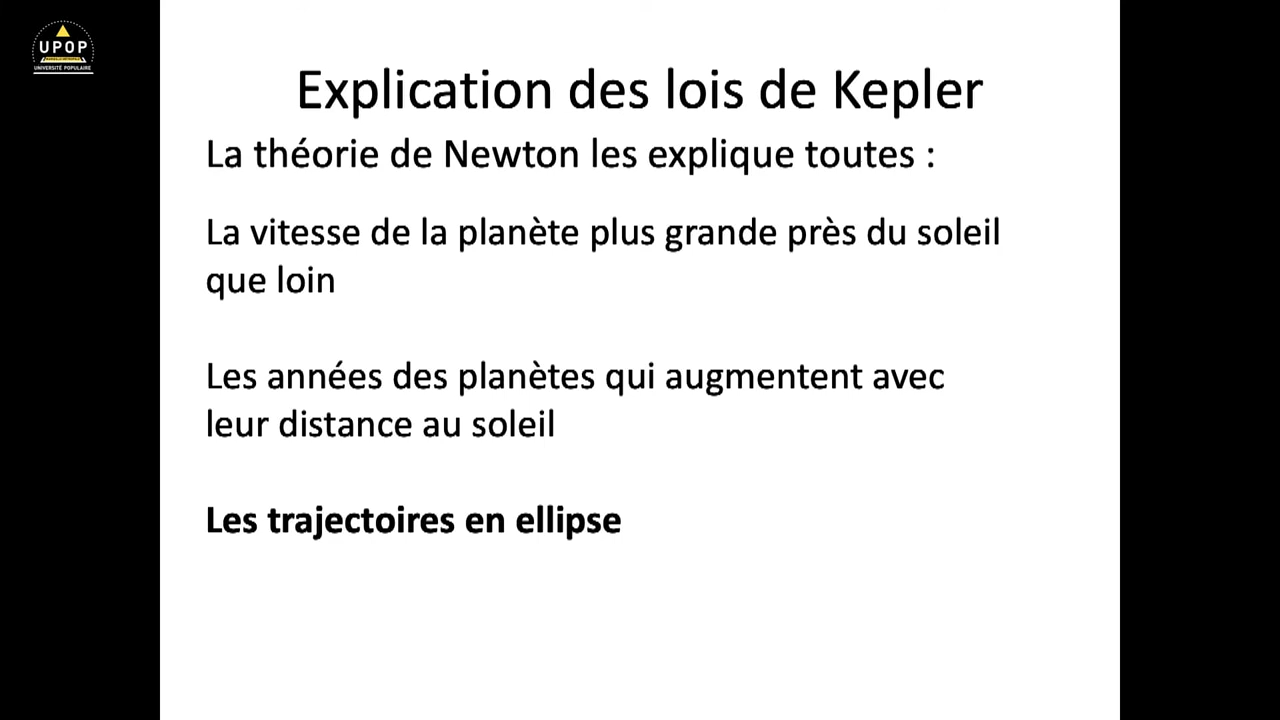 UPOP
UNIVERSITÉ POPULAIRE
Explication des lois de Kepler
La théorie de Newton les explique toutes :
La vitesse de la planète plus grande près du soleil
que loin
Les années des planètes qui augmentent avec
leur distance au soleil
Les trajectoires en ellipse